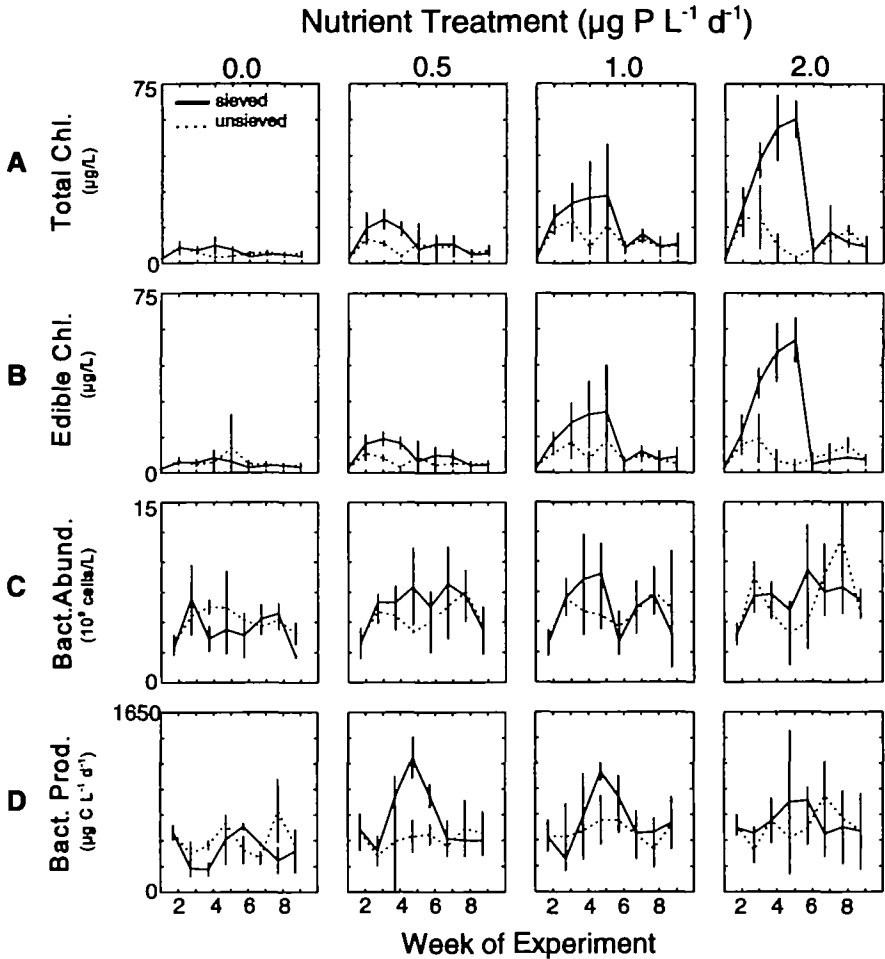 Nutrient Treatment (µg P L⁻¹ d⁻¹)
0.0 0.5 1.0 2.0
A
Total Chl.
(µg/L)
75
0
sieved
unsieved
B
Edible Chl.
(µg/L)
75
0
C
Bact.Abund.
(10⁹ cells/L)
15
0
D
Bact. Prod.
(µg C L⁻¹ d⁻¹)
1650
0
2 4 6 8 2 4 6 8 2 4 6 8 2 4 6 8
Week of Experiment